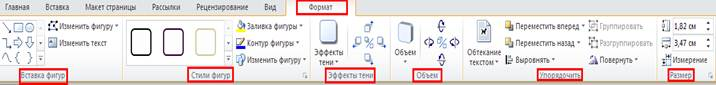 Главная Вставка Макет страницы Рассылки Рецензирование Вид Формат
Изменить фигуру
Изменить текст
Вставка фигур
Заливка фигуры
Контур фигуры
Изменить фигуру
Стили фигур
Эффекты
тени
Эффекты тени
Объем
Объем
Обтекание
текстом
Переместить вперед
Переместить назад
Выровнять
Группировать
Разгруппировать
Повернуть
Упорядочить
1,82 см
3,47 см
Измерение
Размер